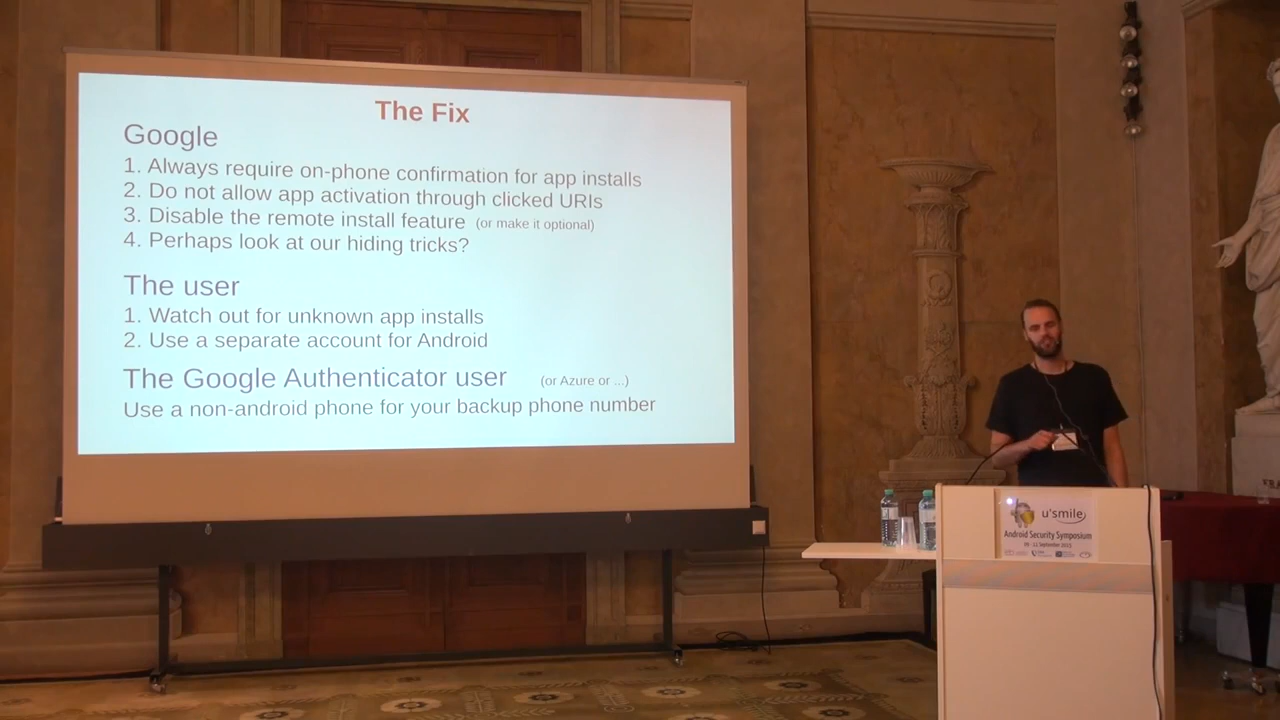 The Fix
Google
1. Always require on-phone confirmation for app installs
2. Do not allow app activation through clicked URIs
3. Disable the remote install feature (or make it optional)
4. Perhaps look at our hiding tricks?
The user
1. Watch out for unknown app installs
2. Use a separate account for Android
The Google Authenticator user (or Azure or ...)
Use a non-android phone for your backup phone number
u'smile
Android Security Symposium